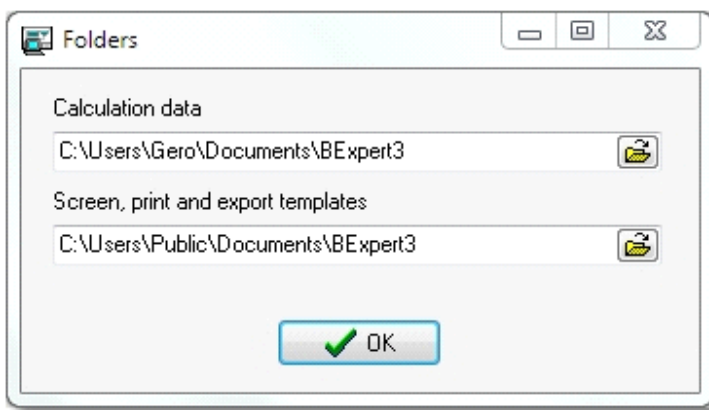 Folders
Calculation data
C:\Users\Gero\Documents\BExpert3
Screen, print and export templates
C:\Users\Public\Documents\BExpert3
OK